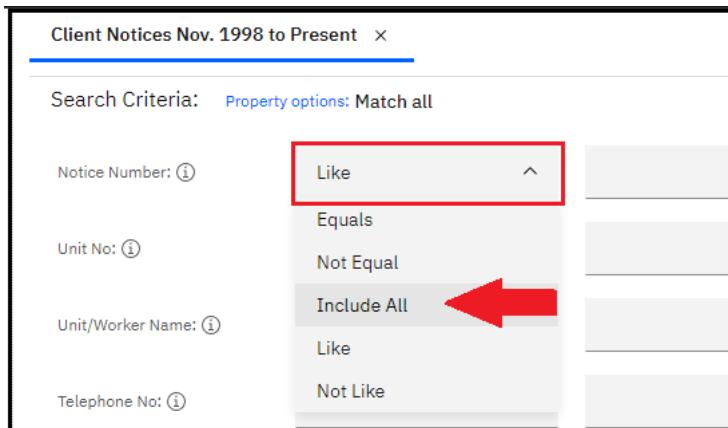 Client Notices Nov. 1998 to Present ×
Search Criteria: Property options: Match all
Notice Number: Like
Equals
Unit No:
Not Equal
Include All
Unit/Worker Name:
Like
Not Like
Telephone No: